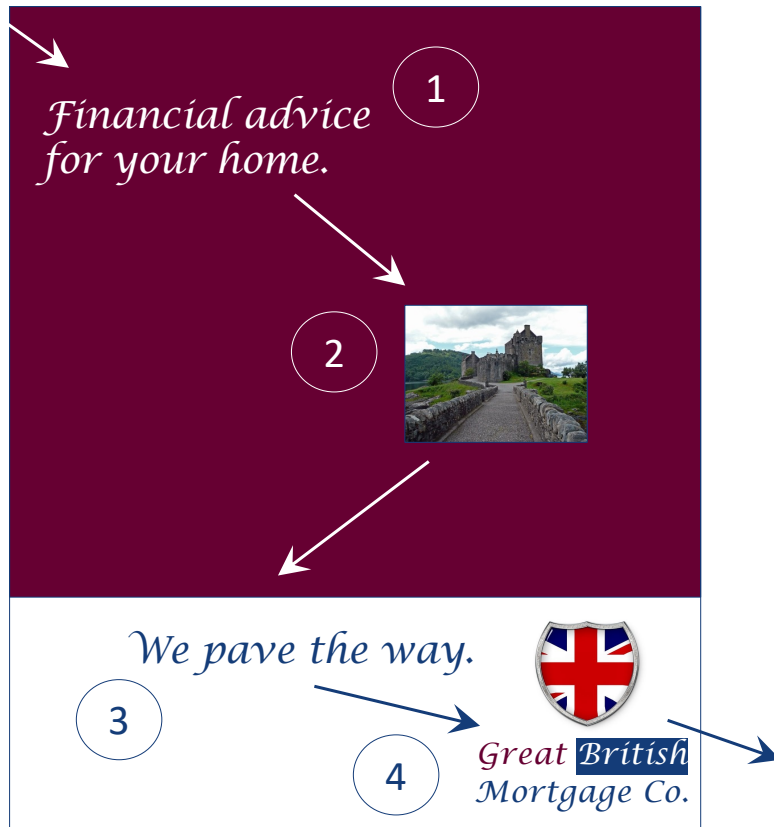 1
Financial advice
for your home.
2
We pave the way.
3
Great British
Mortgage Co.
4